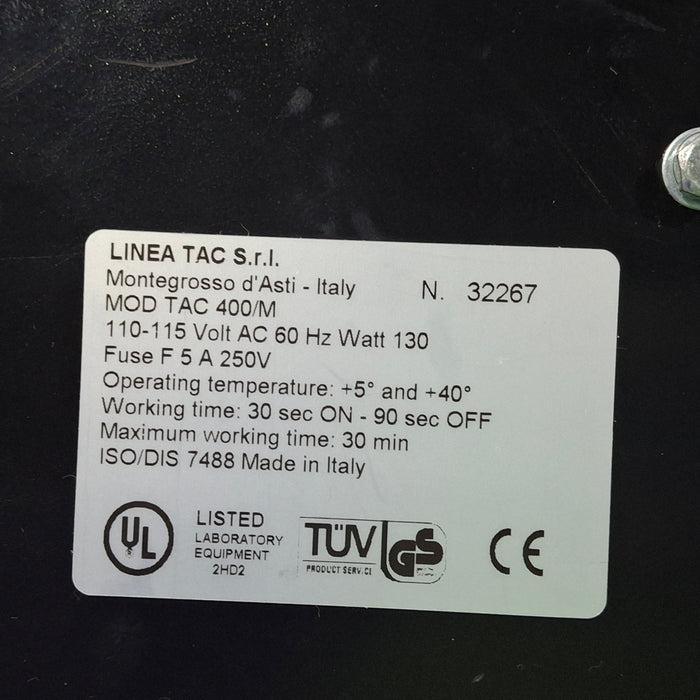 LINEA TAC S.r.l.
Montegrosso d'Asti - Italy N. 32267
MOD TAC 400/M
110-115 Volt AC 60 Hz Watt 130
Fuse F 5 A 250V
Operating temperature: +5° and +40°
Working time: 30 sec ON - 90 sec OFF
Maximum working time: 30 min
ISO/DIS 7488 Made in Italy
UL
LISTED
LABORATORY
EQUIPMENT
2HD2
TÜV
PRODUCT SERVICE
GS
CE